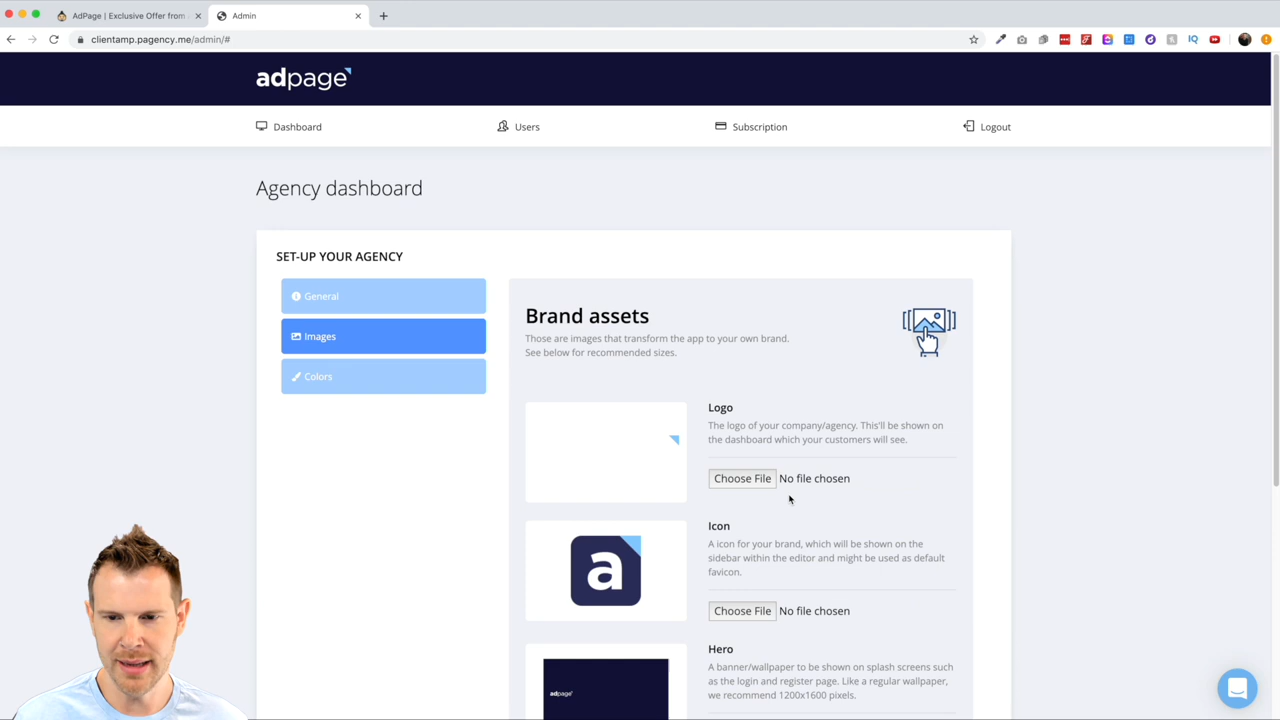 AdPage | Exclusive Offer from
Admin
clientamp.pagency.me/admin/#
IQ
adpage
Dashboard
Users
Subscription
Logout
Agency dashboard
SET-UP YOUR AGENCY
General
Images
Colors
Brand assets
Those are images that transform the app to your own brand.
See below for recommended sizes.
Logo
The logo of your company/agency. This'll be shown on
the dashboard which your customers will see.
Choose File No file chosen
Icon
A icon for your brand, which will be shown on the
sidebar within the editor and might be used as default
favicon.
a
Choose File No file chosen
Hero
A banner/wallpaper to be shown on splash screens such
as the login and register page. Like a regular wallpaper,
we recommend 1200x1600 pixels.
adpage